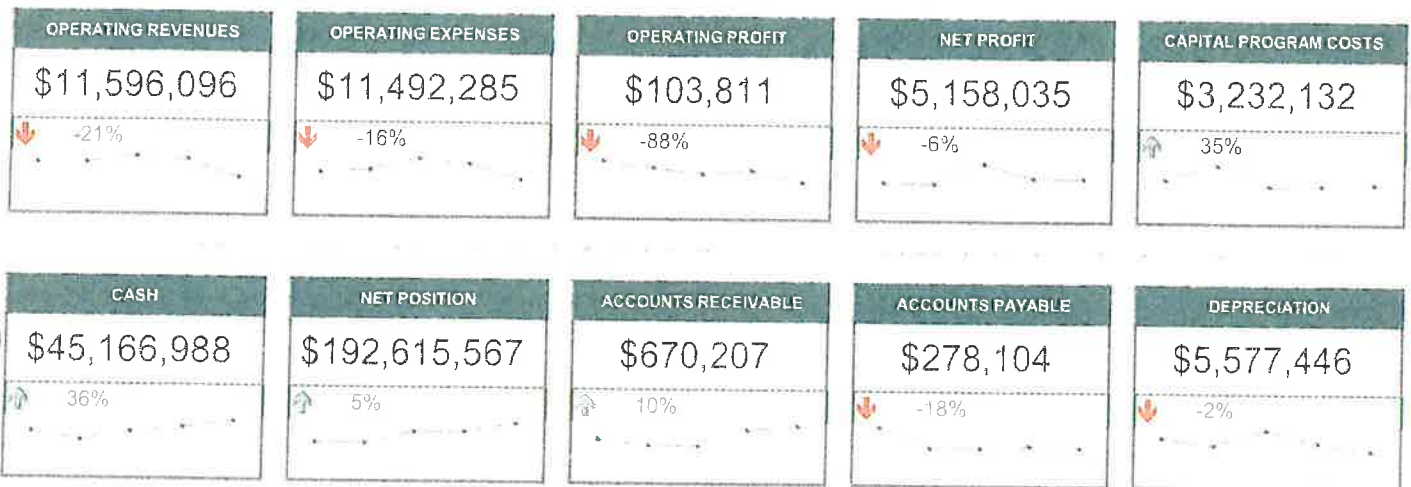 OPERATING REVENUES
$11,596,096
-21%
OPERATING EXPENSES
$11,492,285
-16%
OPERATING PROFIT
$103,811
-88%
NET PROFIT
$5,158,035
-6%
CAPITAL PROGRAM COSTS
$3,232,132
35%
CASH
$45,166,988
36%
NET POSITION
$192,615,567
5%
ACCOUNTS RECEIVABLE
$670,207
10%
ACCOUNTS PAYABLE
$278,104
-18%
DEPRECIATION
$5,577,446
-2%